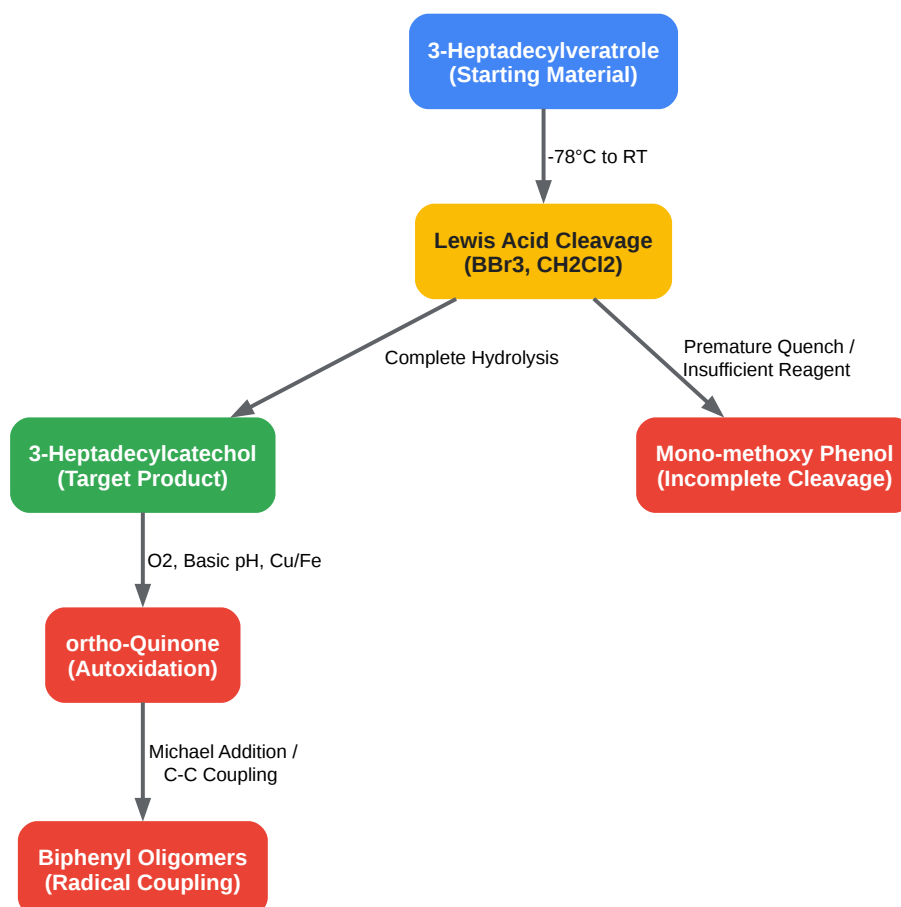 3-Heptadecylveratrole
(Starting Material)
-78°C to RT
Lewis Acid Cleavage
(BBr3, CH2Cl2)
Complete Hydrolysis
Premature Quench /
Insufficient Reagent
3-Heptadecylcatechol
(Target Product)
Mono-methoxy Phenol
(Incomplete Cleavage)
O2, Basic pH, Cu/Fe
ortho-Quinone
(Autoxidation)
Michael Addition /
C-C Coupling
Biphenyl Oligomers
(Radical Coupling)